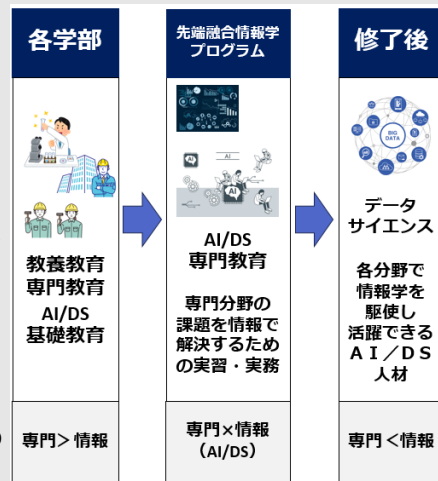 各学部
教養教育
専門教育
AI/DS
基礎教育
専門＞情報
先端融合情報学
プログラム
AI
AI
AI/DS
専門教育
専門分野の
課題を情報で
解決するため
の実習・実務
専門×情報
（AI/DS）
修了後
BIG
DATA
データ
サイエンス
各分野で
情報学を
駆使し
活躍できる
ＡＩ／ＤＳ
人材
専門＜情報